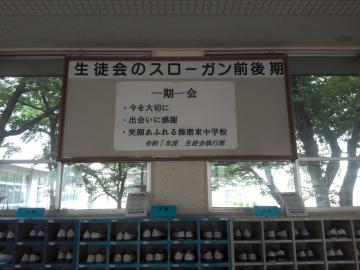 生徒会のスローガン前後期
一期一会
・今を大切に
・出会いに感謝
・笑顔あふれる飾磨東中学校
令和7年度 生徒会執行部